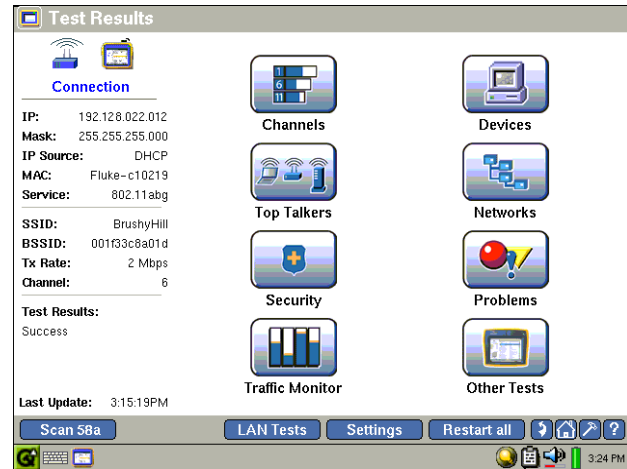 Test Results
Connection
IP: 192.128.022.012
Mask: 255.255.255.000
IP Source: DHCP
MAC: Fluke-c10219
Service: 802.11abg
SSID: BrushyHill
BSSID: 001f33c8a01d
Tx Rate: 2 Mbps
Channel: 6
Test Results:
Success
Last Update: 3:15:19PM
1
6
11
Channels
Devices
Top Talkers
Networks
Security
Problems
Traffic Monitor
Other Tests
Scan 58a
LAN Tests
Settings
Restart all
?
3:24 PM